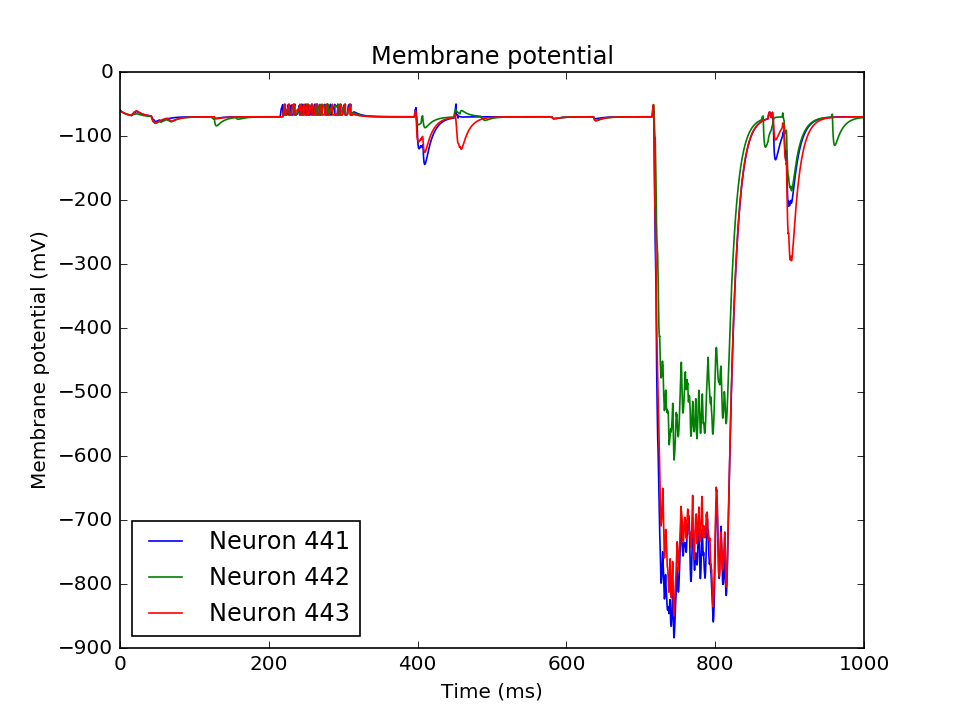 Membrane potential
0
−100
−200
−300
−400
−500
−600
−700
−800
−900
Membrane potential (mV)
Neuron 441
Neuron 442
Neuron 443
0 200 400 600 800 1000
Time (ms)